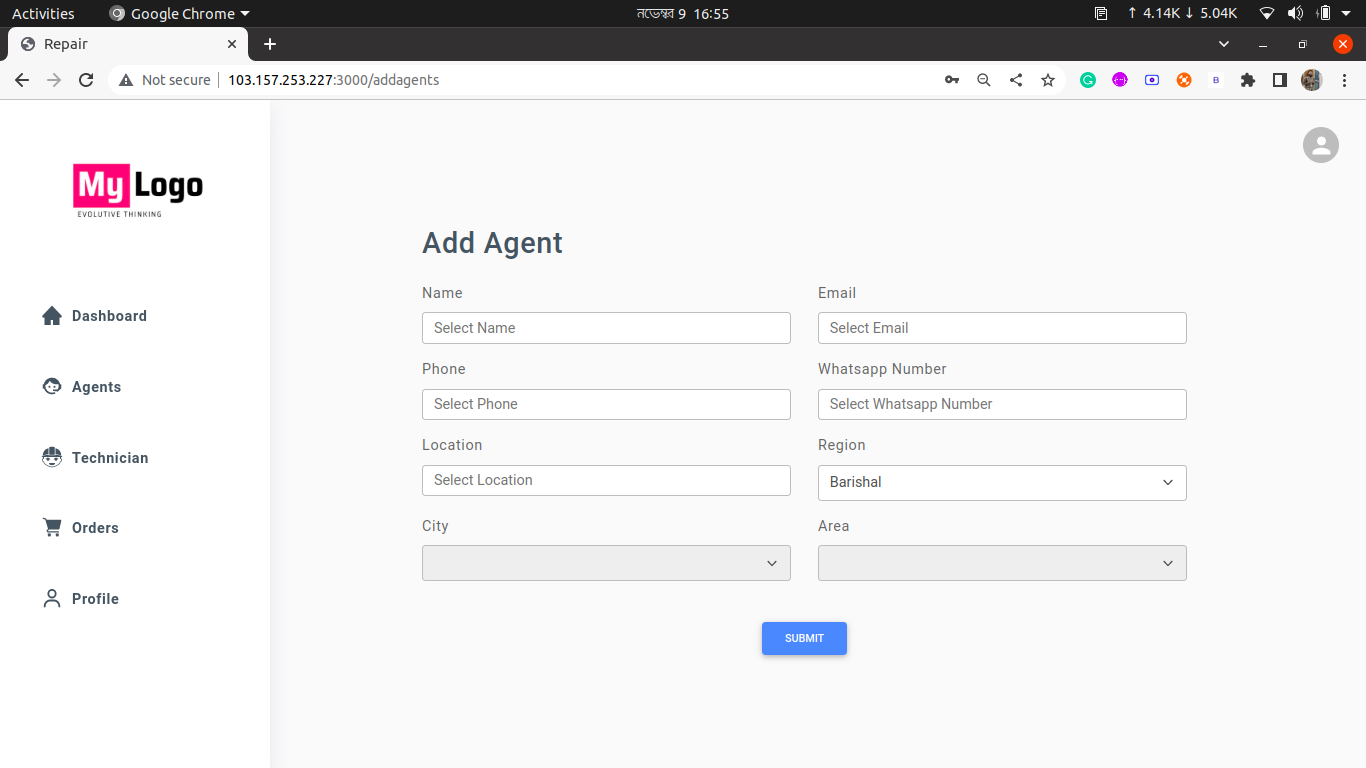 Activities Google Chrome নভেম্বর 9 16:55 ↑ 4.14K ↓ 5.04K
Repair
Not secure 103.157.253.227:3000/addagents B
My Logo
EVOLUTIVE THINKING
Add Agent
Name Email
Select Name Select Email
Dashboard
Phone Whatsapp Number
Agents
Select Phone Select Whatsapp Number
Location Region
Technician
Select Location Barishal
City Area
Orders
Profile
SUBMIT